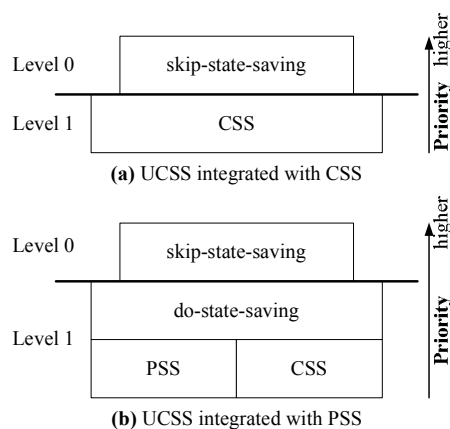 Level 0
skip-state-saving
higher
Priority
Level 1
CSS
(a) UCSS integrated with CSS
Level 0
skip-state-saving
higher
Priority
Level 1
do-state-saving
PSS
CSS
(b) UCSS integrated with PSS